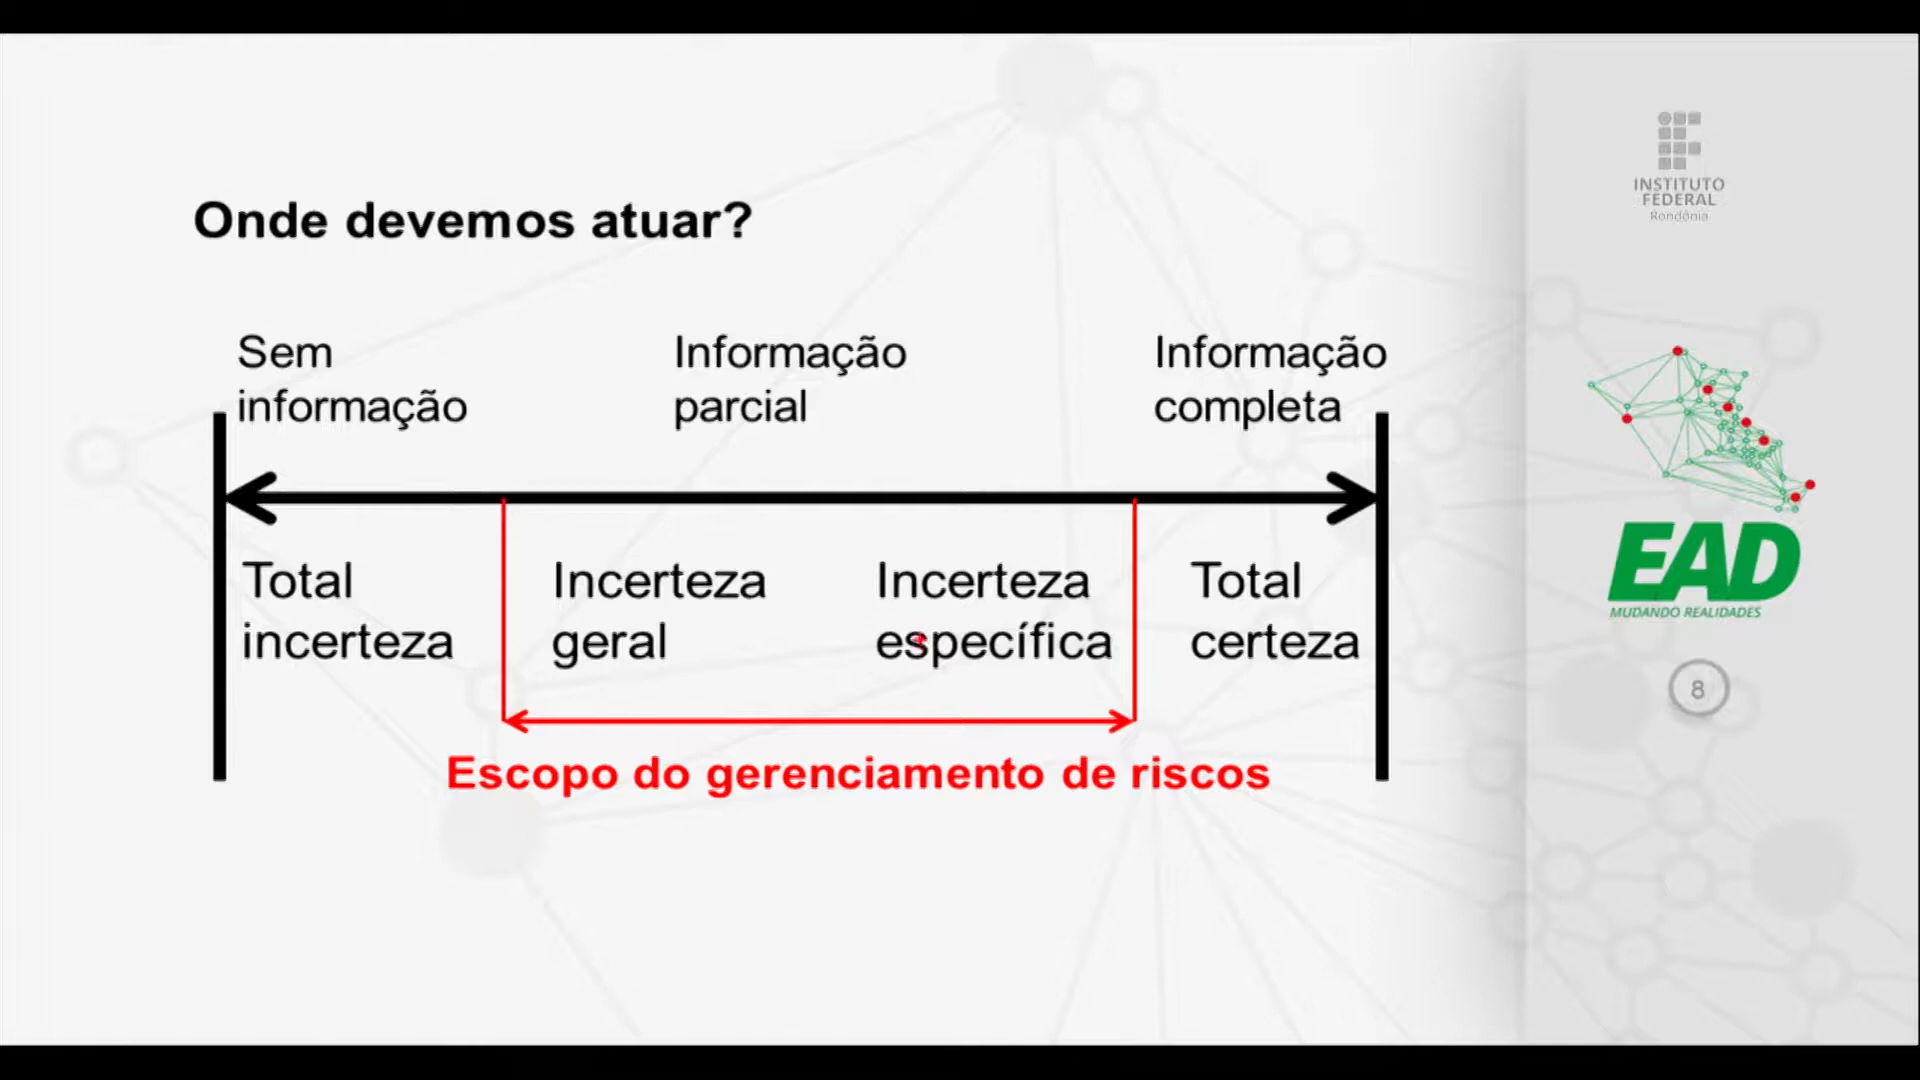 Onde devemos atuar?
Sem
informação
Informação
parcial
Informação
completa
Total
incerteza
Incerteza
geral
Incerteza
específica
Total
certeza
Escopo do gerenciamento de riscos
INSTITUTO
FEDERAL
Rondônia
EAD
MUDANDO REALIDADES
8